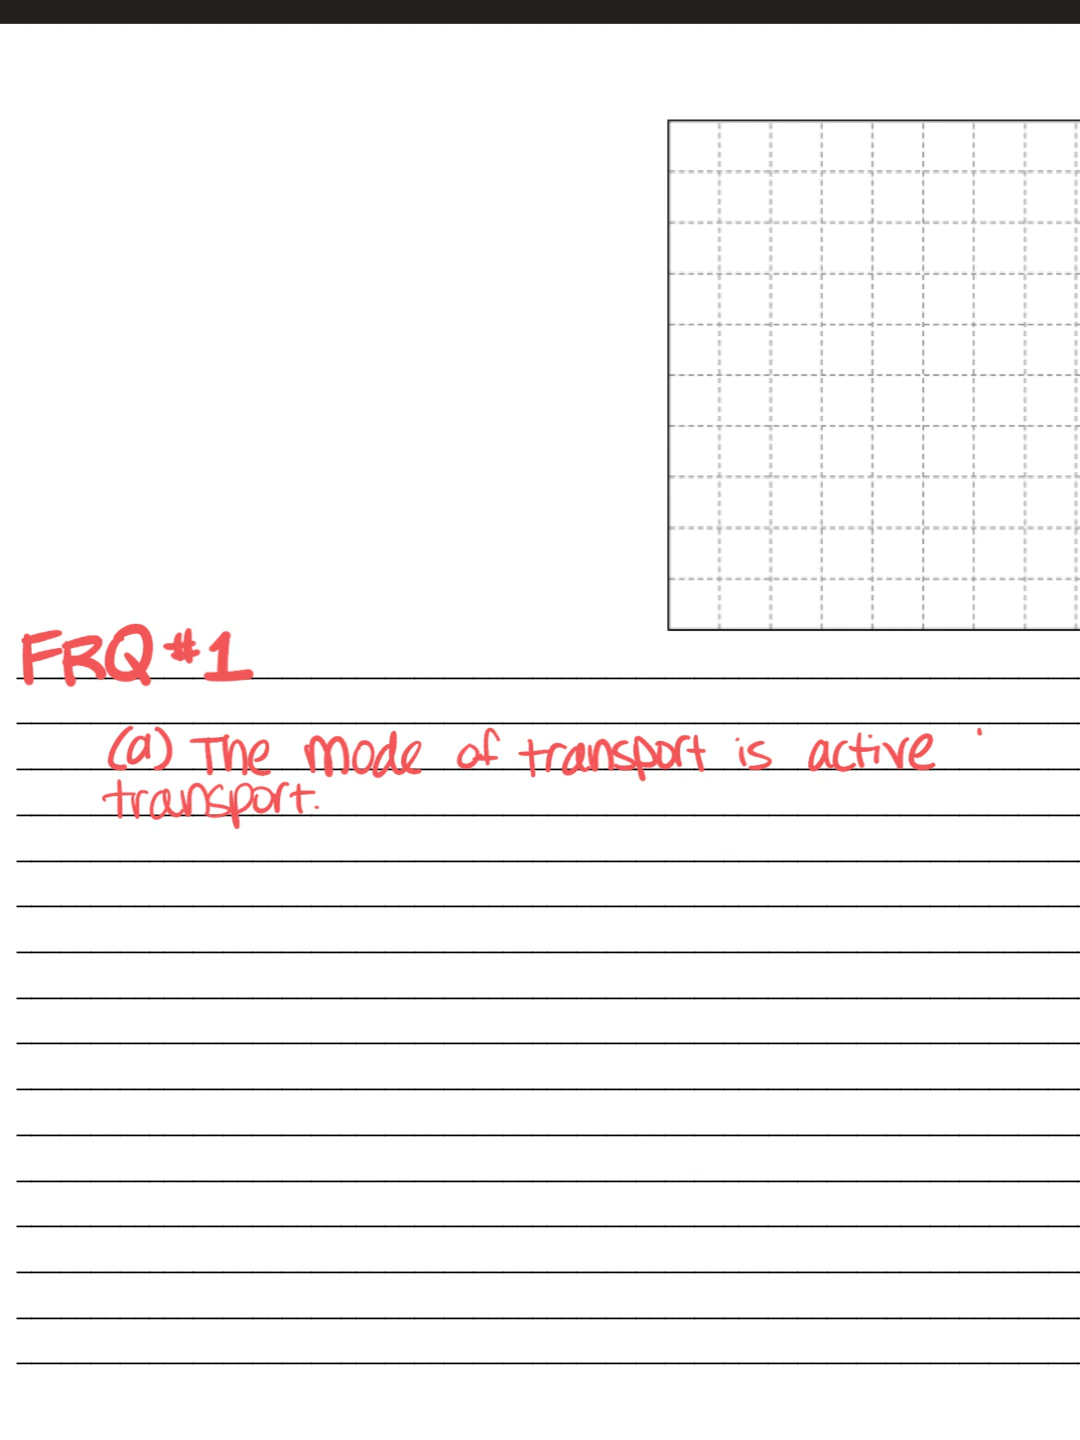 FRQ #1
(a) The mode of transport is active
transport.